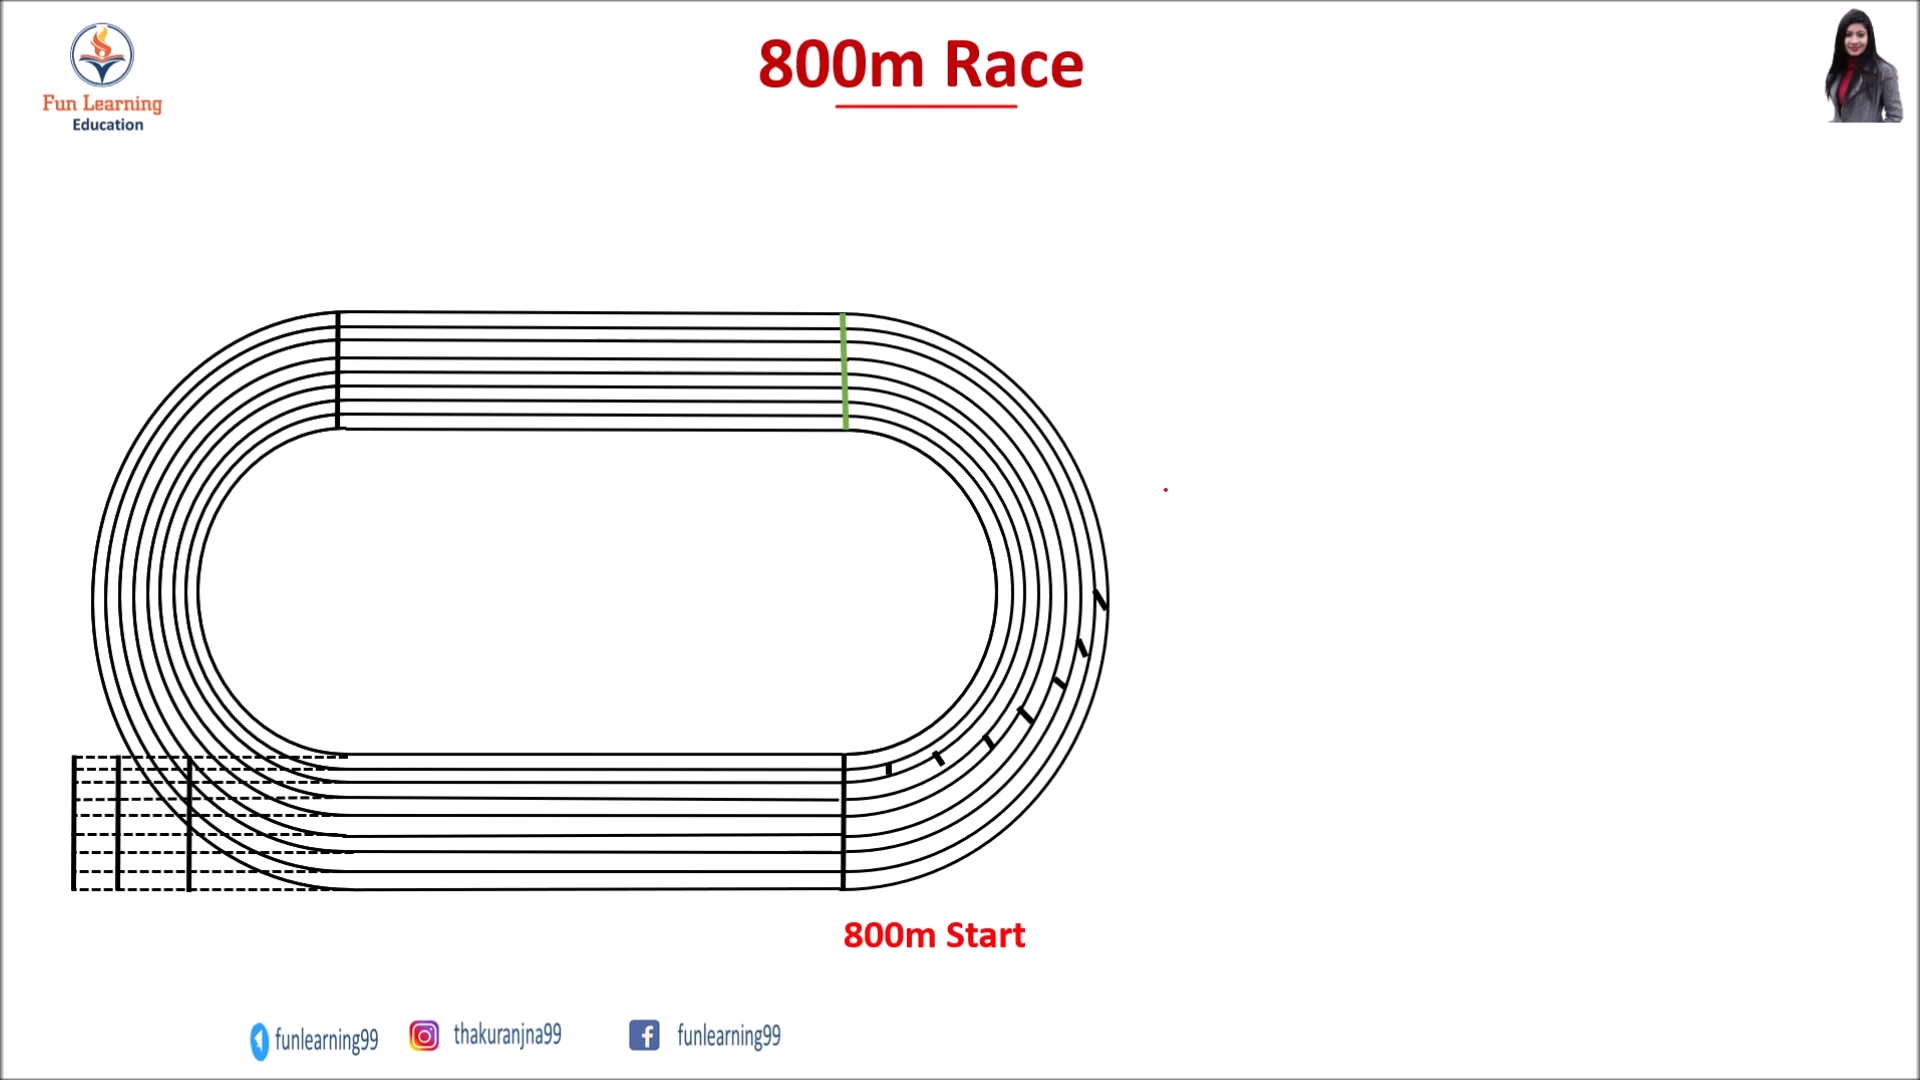 800m Race
Fun Learning
Education
800m Start
funlearning99
thakuranjna99
funlearning99